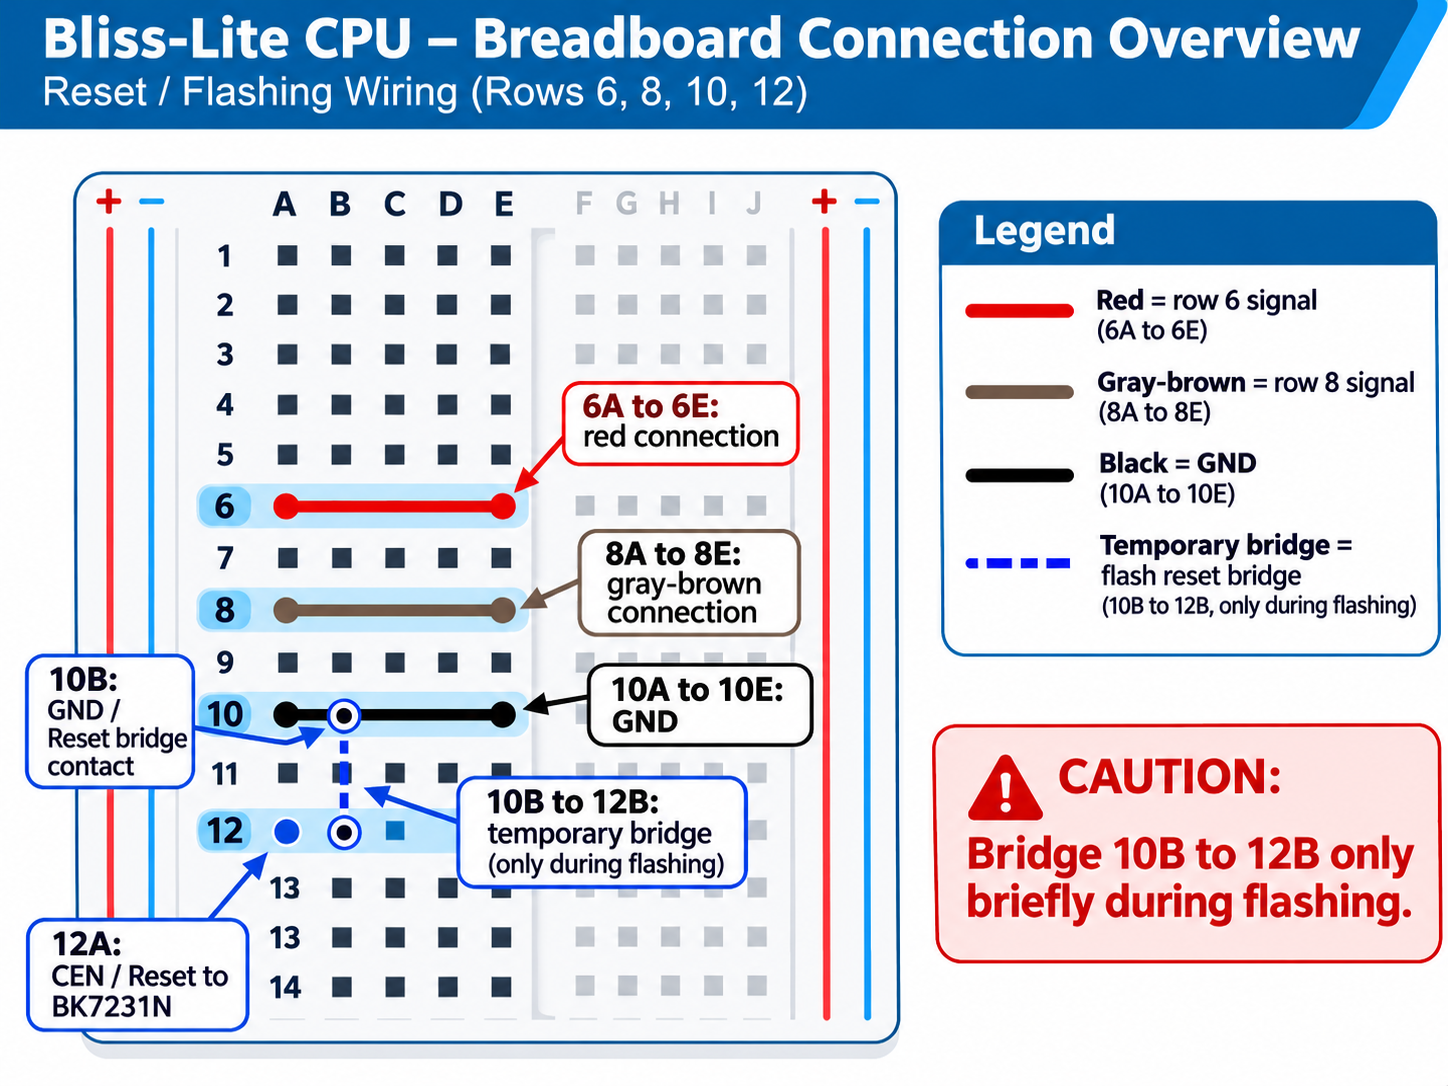 Bliss-Lite CPU – Breadboard Connection Overview
Reset / Flashing Wiring (Rows 6, 8, 10, 12)
+ − A B C D E F G H I J + −
1
2
3
4
5
6
7
8
9
10
11
12
13
13
14
6A to 6E:
red connection
8A to 8E:
gray-brown
connection
10A to 10E:
GND
10B:
GND /
Reset bridge
contact
10B to 12B:
temporary bridge
(only during flashing)
12A:
CEN / Reset to
BK7231N
Legend
Red = row 6 signal
(6A to 6E)
Gray-brown = row 8 signal
(8A to 8E)
Black = GND
(10A to 10E)
Temporary bridge =
flash reset bridge
(10B to 12B, only during flashing)
CAUTION:
Bridge 10B to 12B only
briefly during flashing.